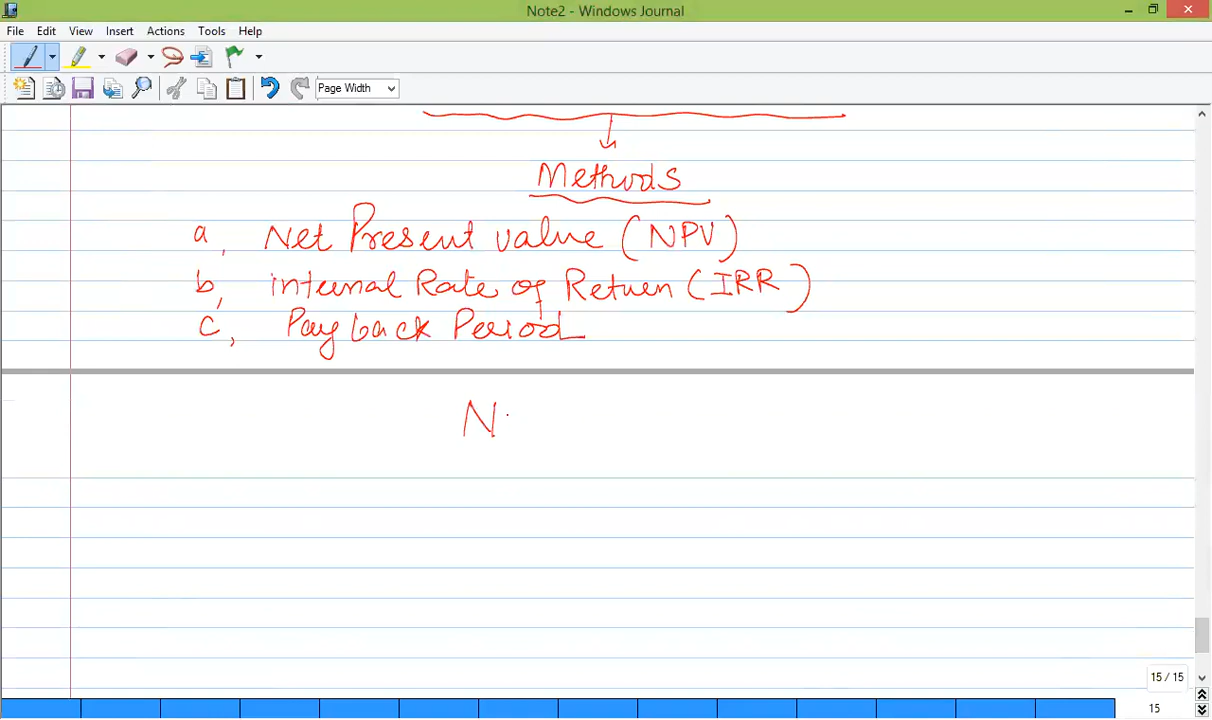 Note2 - Windows Journal
File Edit View Insert Actions Tools Help
Page Width
Methods
a, Net Present value (NPV)
b, internal Rate of Return (IRR)
c, Payback Period
N
15 / 15
15